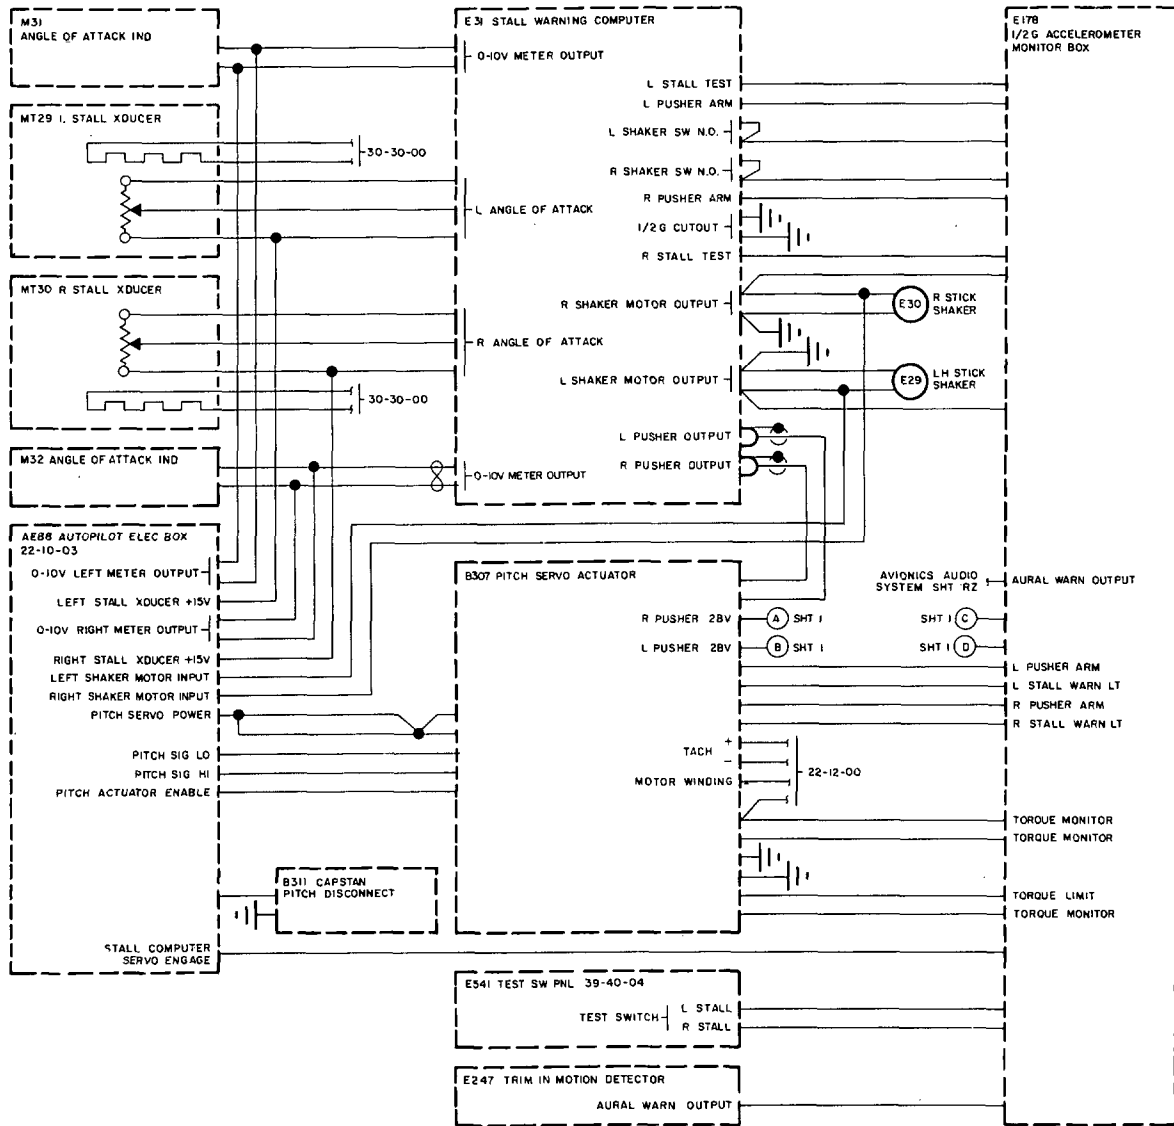 M31
ANGLE OF ATTACK IND
MT29 L STALL XDUCER
30-30-00
MT30 R STALL XDUCER
30-30-00
M32 ANGLE OF ATTACK IND
AE88 AUTOPILOT ELEC BOX
22-10-03
0-10V LEFT METER OUTPUT
LEFT STALL XDUCER +15V
0-10V RIGHT METER OUTPUT
RIGHT STALL XDUCER +15V
LEFT SHAKER MOTOR INPUT
RIGHT SHAKER MOTOR INPUT
PITCH SERVO POWER
PITCH SIG LO
PITCH SIG HI
PITCH ACTUATOR ENABLE
B311 CAPSTAN
PITCH DISCONNECT
STALL COMPUTER
SERVO ENGAGE
E31 STALL WARNING COMPUTER
0-10V METER OUTPUT
L STALL TEST
L PUSHER ARM
L SHAKER SW N.O.
R SHAKER SW N.O.
R PUSHER ARM
L ANGLE OF ATTACK
1/2 G CUTOUT
R STALL TEST
R SHAKER MOTOR OUTPUT
R ANGLE OF ATTACK
L SHAKER MOTOR OUTPUT
L PUSHER OUTPUT
R PUSHER OUTPUT
0-10V METER OUTPUT
E30
R STICK
SHAKER
E29
LH STICK
SHAKER
B307 PITCH SERVO ACTUATOR
R PUSHER 28V
A
SHT 1
L PUSHER 28V
B
SHT 1
TACH
+
-
MOTOR WINDING
22-12-00
E541 TEST SW PNL 39-40-04
TEST SWITCH
L STALL
R STALL
E247 TRIM IN MOTION DETECTOR
AURAL WARN OUTPUT
E178
1/2 G ACCELEROMETER
MONITOR BOX
AVIONICS AUDIO
SYSTEM SHT RZ
AURAL WARN OUTPUT
SHT 1
C
SHT 1
D
L PUSHER ARM
L STALL WARN LT
R PUSHER ARM
R STALL WARN LT
TORQUE MONITOR
TORQUE MONITOR
TORQUE LIMIT
TORQUE MONITOR